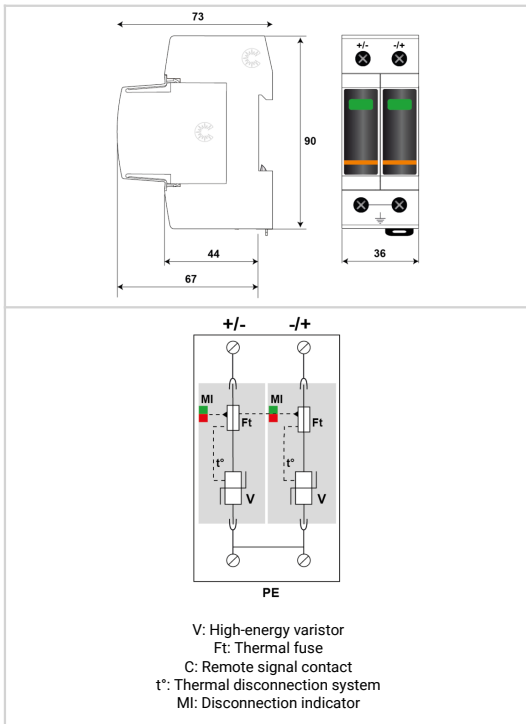 73
+/-
-/+
90
44
67
36
+/-
-/+
MI
MI
Ft
Ft
t°
t°
V
V
PE
V: High-energy varistor
Ft: Thermal fuse
C: Remote signal contact
t°: Thermal disconnection system
MI: Disconnection indicator